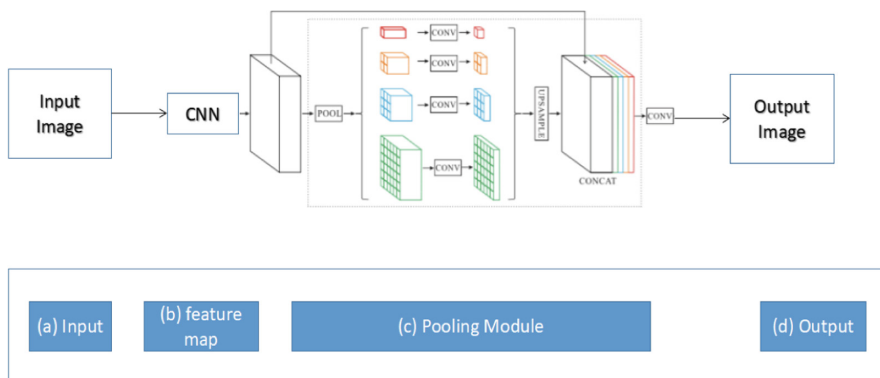 Input
Image
CNN
POOL
CONV
CONV
CONV
CONV
UPSAMPLE
CONCAT
CONV
Output
Image
(a) Input
(b) feature
map
(c) Pooling Module
(d) Output